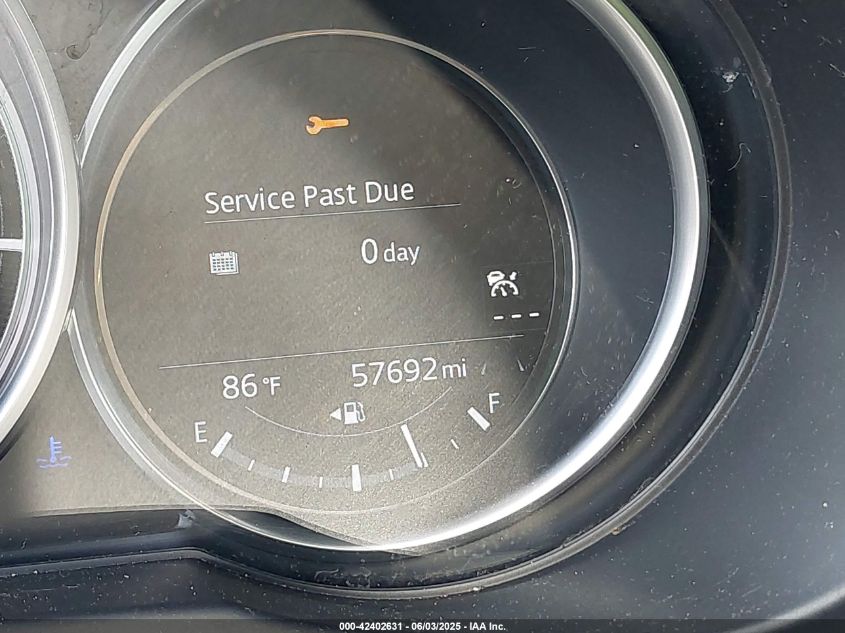 Service Past Due
0 day
---
86 °F 57692 mi
E F
000-42402631 - 06/03/2025 - IAA Inc.